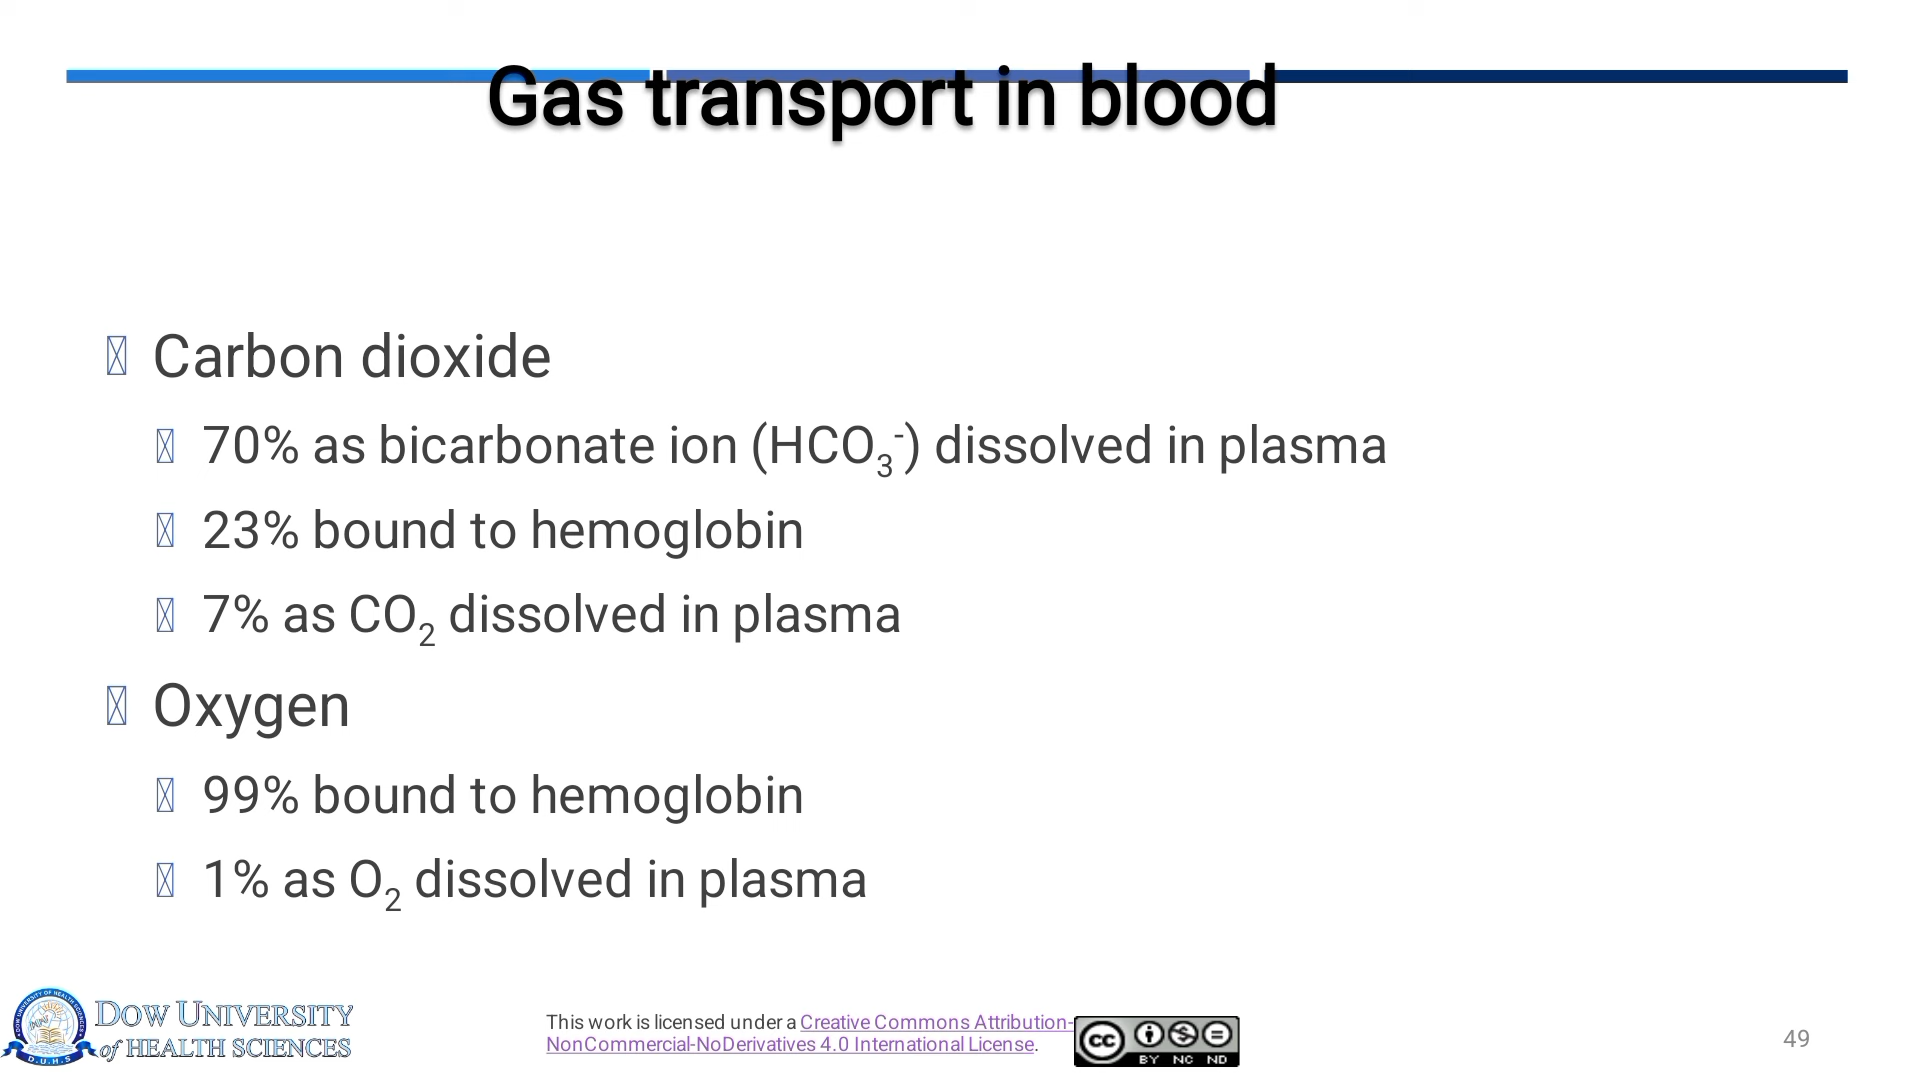 Gas transport in blood
Carbon dioxide
70% as bicarbonate ion (HCO₃⁻) dissolved in plasma
23% bound to hemoglobin
7% as CO₂ dissolved in plasma
Oxygen
99% bound to hemoglobin
1% as O₂ dissolved in plasma
DOW UNIVERSITY
of HEALTH SCIENCES
D.U.H.S
This work is licensed under a Creative Commons Attribution-
NonCommercial-NoDerivatives 4.0 International License.
cc
BY NC ND
49